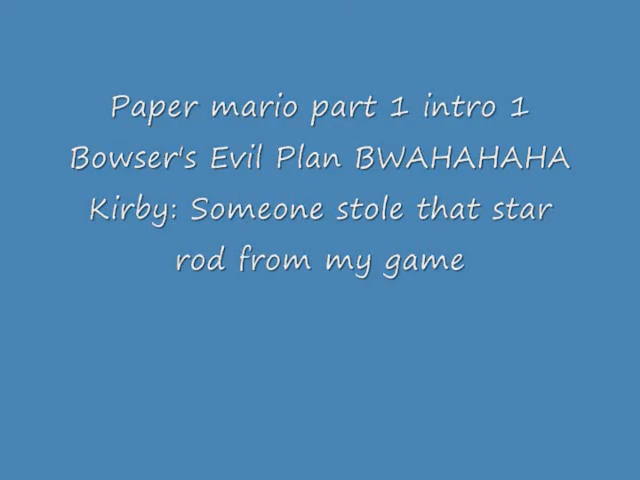 Paper mario part 1 intro 1
Bowser's Evil Plan BWAHAHAHA
Kirby: Someone stole that star
rod from my game